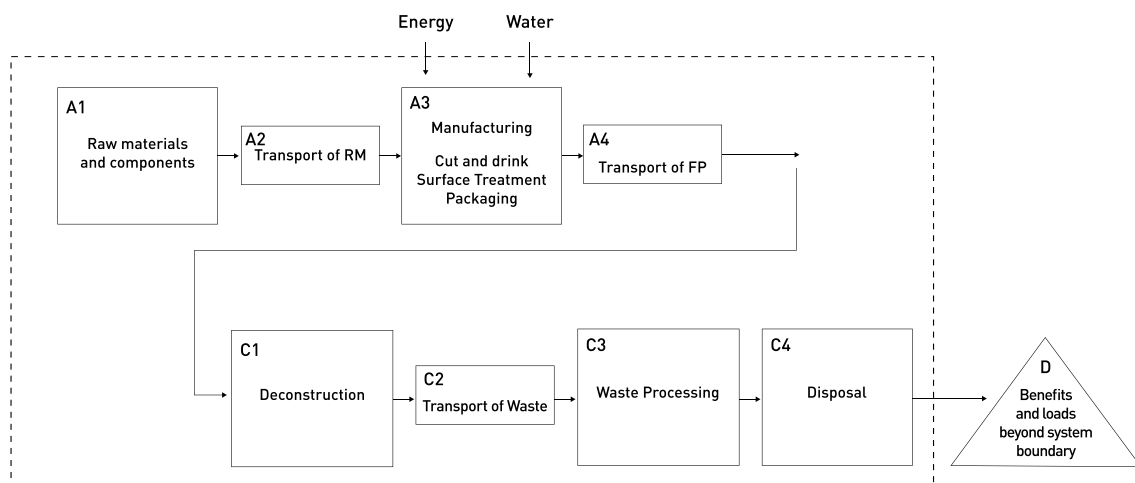 Energy
Water
A1
Raw materials
and components
A2
Transport of RM
A3
Manufacturing
Cut and drink
Surface Treatment
Packaging
A4
Transport of FP
C1
Deconstruction
C2
Transport of Waste
C3
Waste Processing
C4
Disposal
D
Benefits
and loads
beyond system
boundary